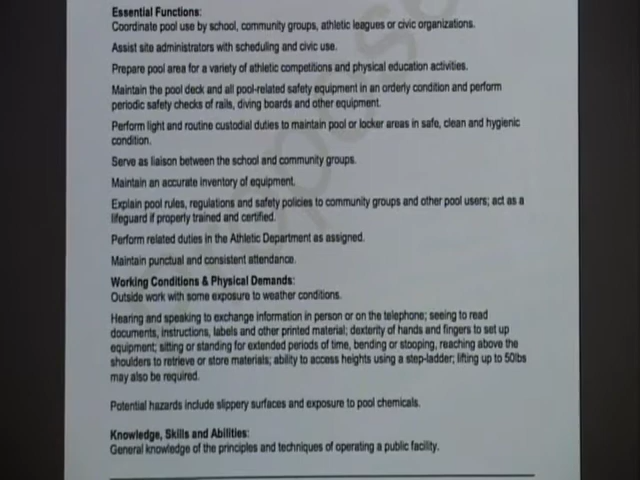 Essential Functions:
Coordinate pool use by school, community groups, athletic leagues or civic organizations.
Assist site administrators with scheduling and civic use.
Prepare pool area for a variety of athletic competitions and physical education activities.
Maintain the pool deck and all pool-related safety equipment in an orderly condition and perform
periodic safety checks of rails, diving boards and other equipment.
Perform light and routine custodial duties to maintain pool or locker areas in safe, clean and hygienic
condition.
Serve as liaison between the school and community groups.
Maintain an accurate inventory of equipment.
Explain pool rules, regulations and safety policies to community groups and other pool users; act as a
lifeguard if properly trained and certified.
Perform related duties in the Athletic Department as assigned.
Maintain punctual and consistent attendance.
Working Conditions & Physical Demands:
Outside work with some exposure to weather conditions.
Hearing and speaking to exchange information in person or on the telephone; seeing to read
documents, instructions, labels and other printed material; dexterity of hands and fingers to set up
equipment; sitting or standing for extended periods of time, bending or stooping, reaching above the
shoulders to retrieve or store materials; ability to access heights using a step-ladder; lifting up to 50lbs
may also be required.
Potential hazards include slippery surfaces and exposure to pool chemicals.
Knowledge, Skills and Abilities:
General knowledge of the principles and techniques of operating a public facility.